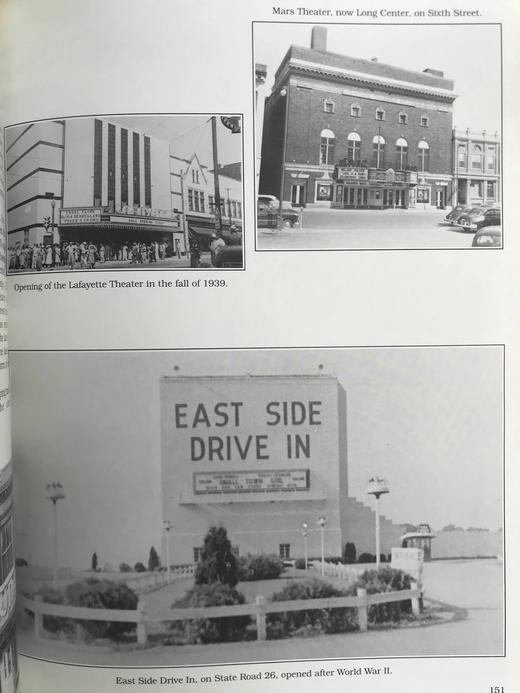 Mars Theater, now Long Center, on Sixth Street.
Opening of the Lafayette Theater in the fall of 1939.
EAST SIDE
DRIVE IN
SMALL TOWN GIRL
East Side Drive In, on State Road 26, opened after World War II.
151